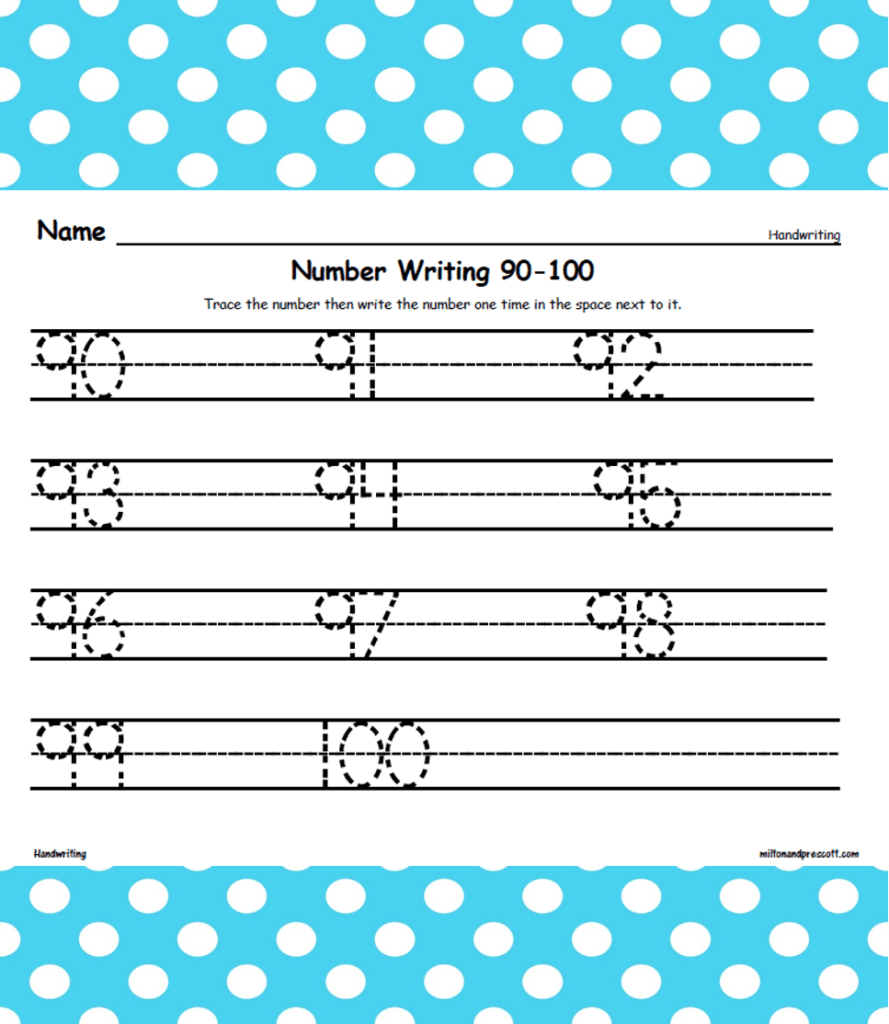 Name
Handwriting
Number Writing 90-100
Trace the number then write the number one time in the space next to it.
90 91 92
93 94 95
96 97 98
99 100
Handwriting
miltonandprescott.com